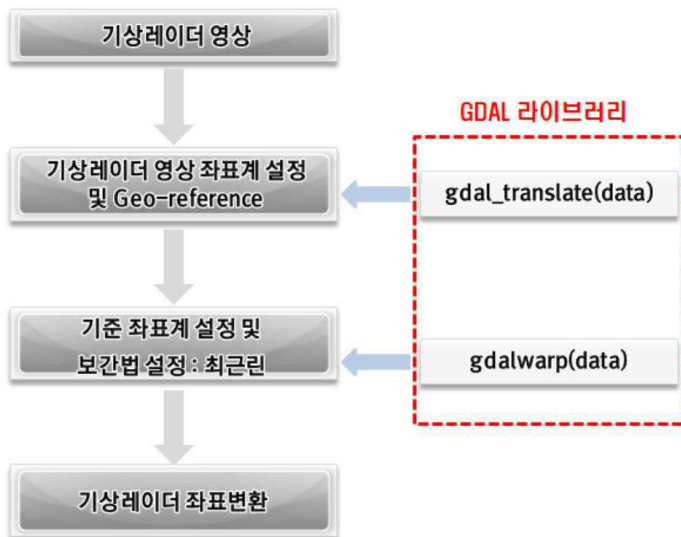 기상레이더 영상
GDAL 라이브러리
기상레이더 영상 좌표계 설정
및 Geo-reference
gdal_translate(data)
기준 좌표계 설정 및
보간법 설정 : 최근린
gdalwarp(data)
기상레이더 좌표변환